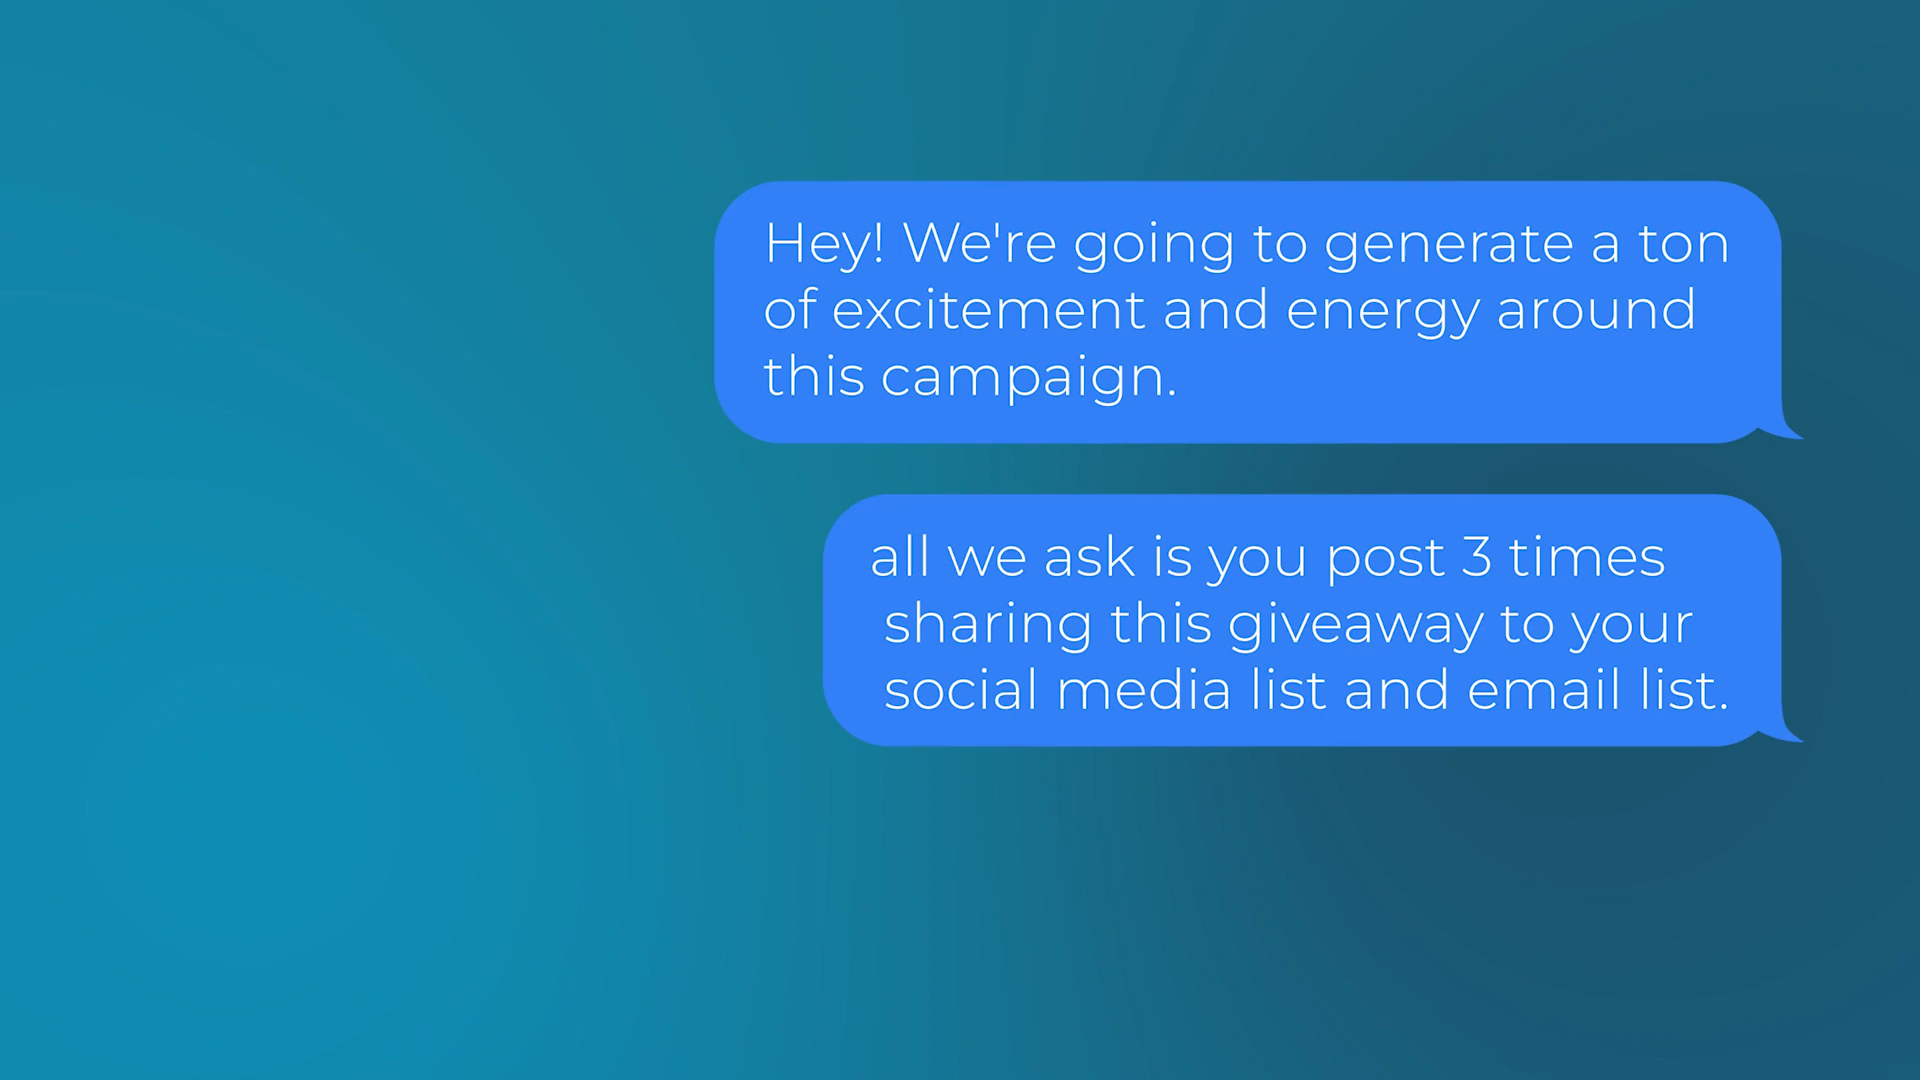 Hey! We're going to generate a ton
of excitement and energy around
this campaign.
all we ask is you post 3 times
sharing this giveaway to your
social media list and email list.